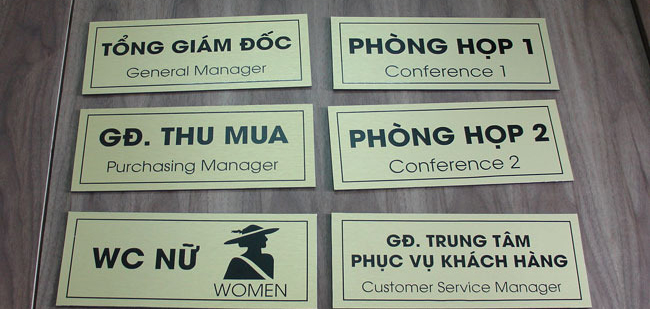 TỔNG GIÁM ĐỐC
General Manager
PHÒNG HỌP 1
Conference 1
GĐ. THU MUA
Purchasing Manager
PHÒNG HỌP 2
Conference 2
WC NỮ
WOMEN
GĐ. TRUNG TÂM
PHỤC VỤ KHÁCH HÀNG
Customer Service Manager